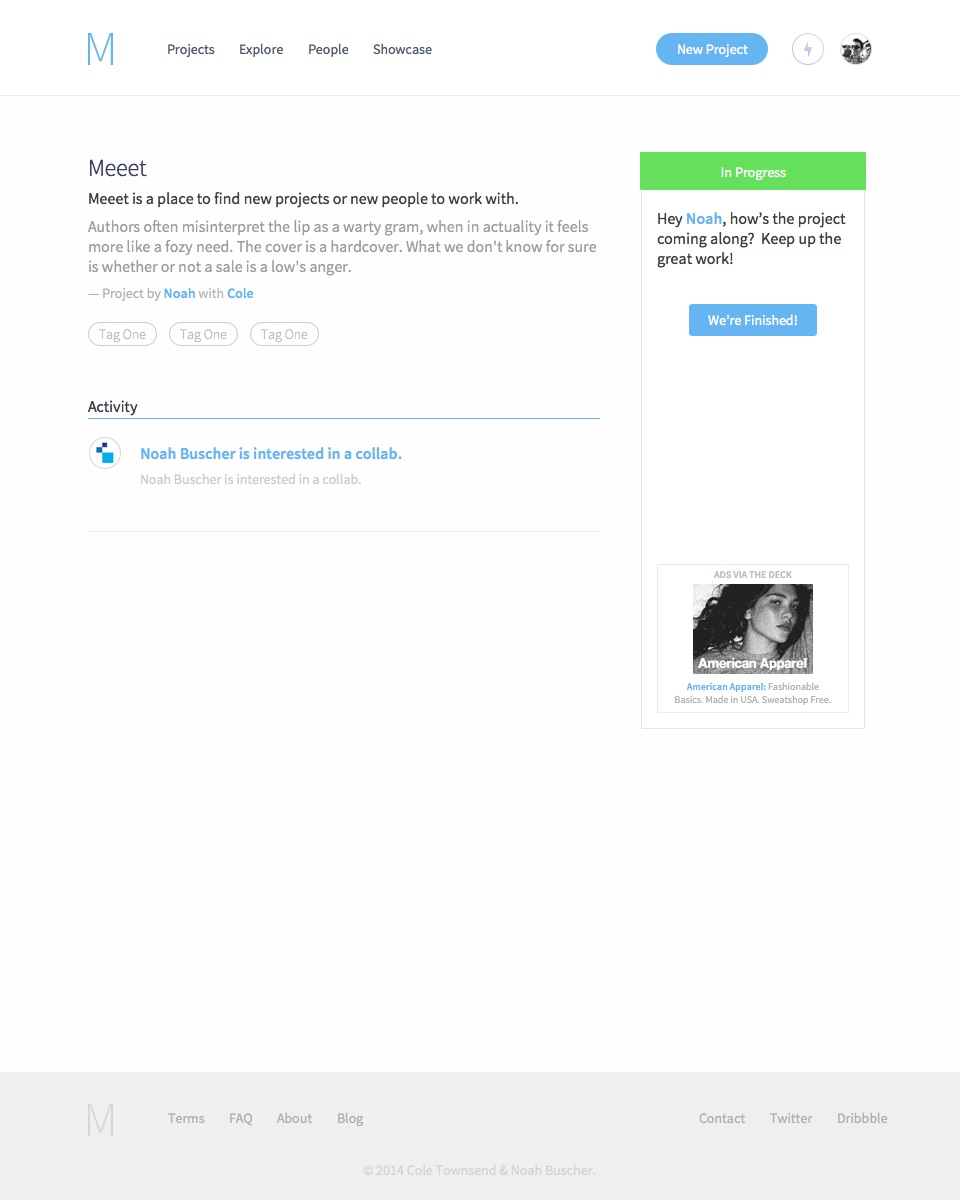 M
Projects Explore People Showcase
New Project
Meeet
Meeet is a place to find new projects or new people to work with.
Authors often misinterpret the lip as a warty gram, when in actuality it feels
more like a fozy need. The cover is a hardcover. What we don't know for sure
is whether or not a sale is a low's anger.
— Project by Noah with Cole
Tag One Tag One Tag One
Activity
Noah Buscher is interested in a collab.
Noah Buscher is interested in a collab.
In Progress
Hey Noah, how’s the project
coming along?  Keep up the
great work!
We’re Finished!
ADS VIA THE DECK
American Apparel
American Apparel: Fashionable
Basics. Made in USA. Sweatshop Free.
M
Terms FAQ About Blog
Contact Twitter Dribbble
© 2014 Cole Townsend & Noah Buscher.